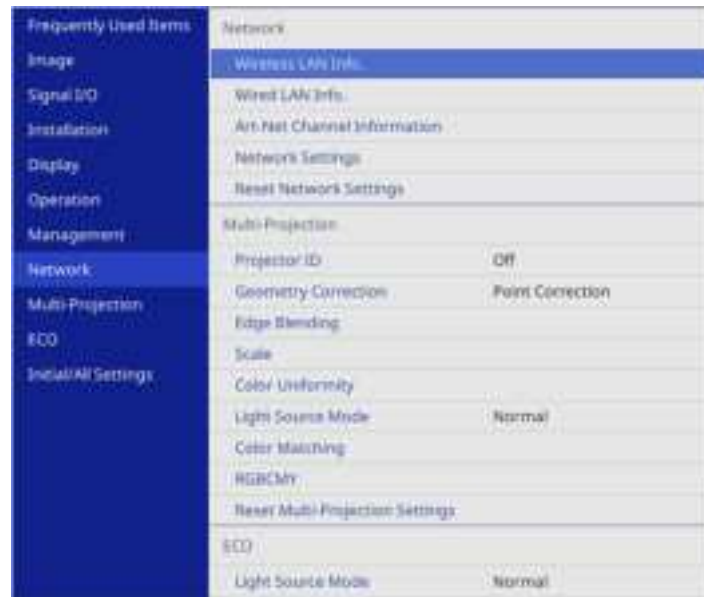 Frequently Used Items
Image
Signal I/O
Installation
Display
Operation
Management
Network
Multi-Projection
ECO
Initial/All Settings
Network
Wireless LAN Info.
Wired LAN Info.
Art-Net Channel Information
Network Settings
Reset Network Settings
Multi-Projection
Projector ID Off
Geometry Correction Point Correction
Edge Blending
Scale
Color Uniformity
Light Source Mode Normal
Color Matching
RGBCMY
Reset Multi-Projection Settings
ECO
Light Source Mode Normal